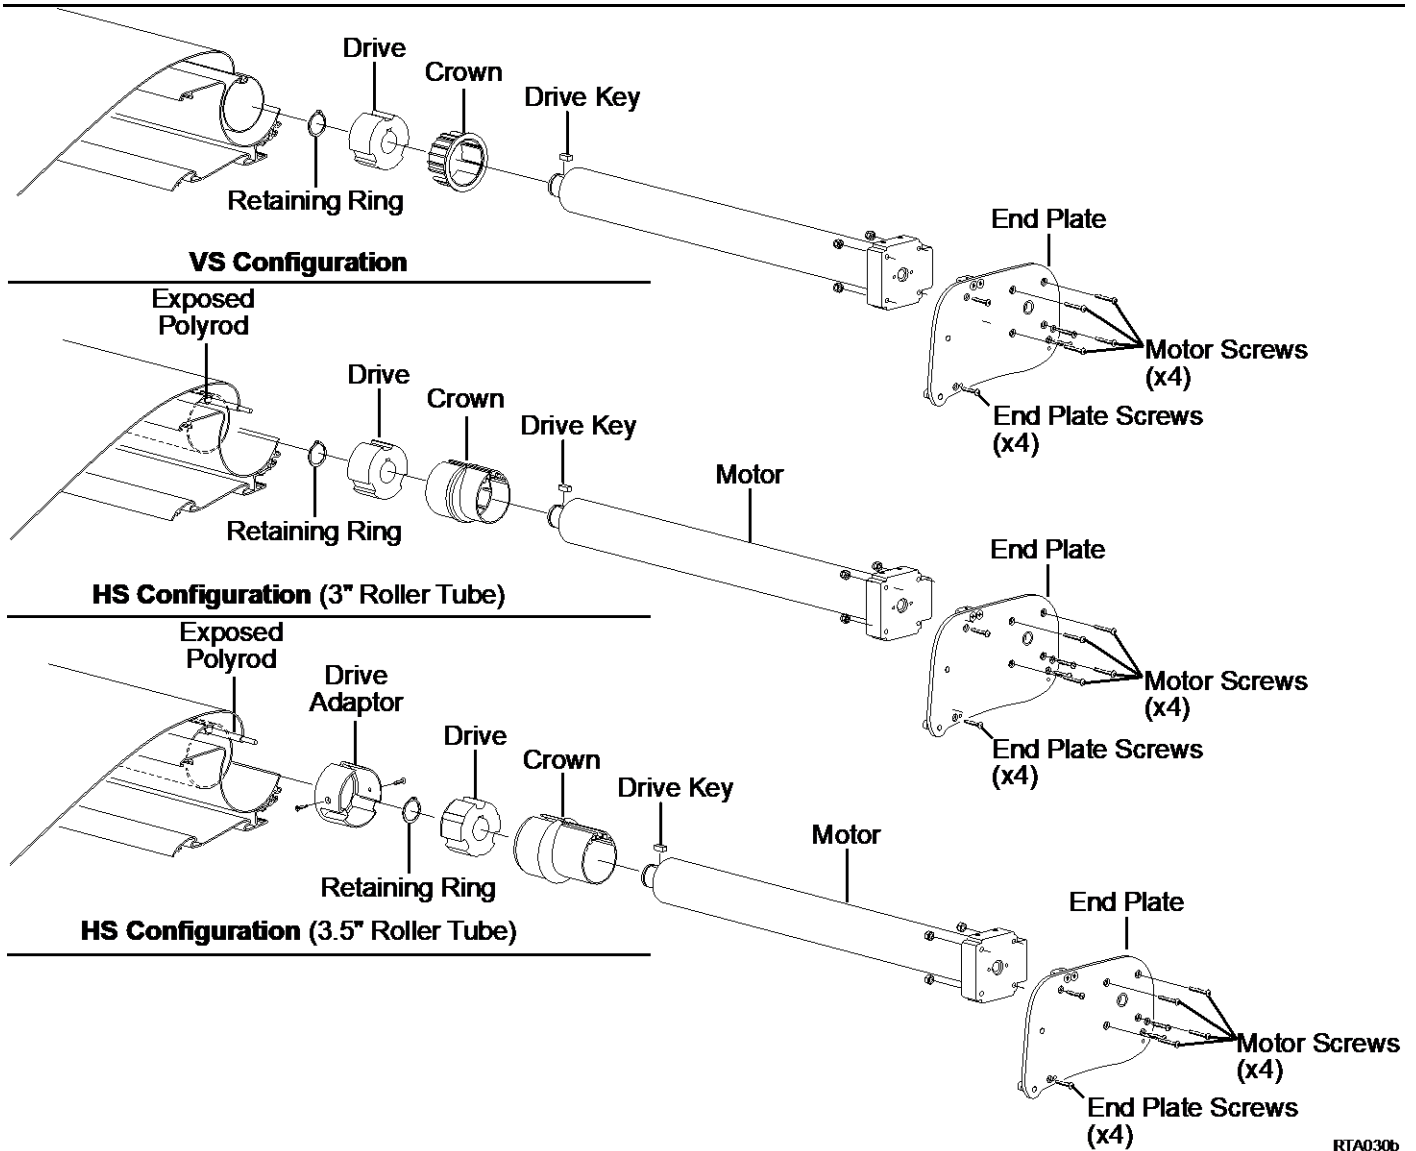 Drive
Crown
Drive Key
Retaining Ring
End Plate
VS Configuration
Motor Screws
(x4)
End Plate Screws
(x4)
Exposed
Polyrod
Drive
Crown
Drive Key
Motor
Retaining Ring
End Plate
HS Configuration (3" Roller Tube)
Motor Screws
(x4)
End Plate Screws
(x4)
Exposed
Polyrod
Drive
Adaptor
Drive
Crown
Drive Key
Motor
Retaining Ring
End Plate
HS Configuration (3.5" Roller Tube)
Motor Screws
(x4)
End Plate Screws
(x4)
RTA030b